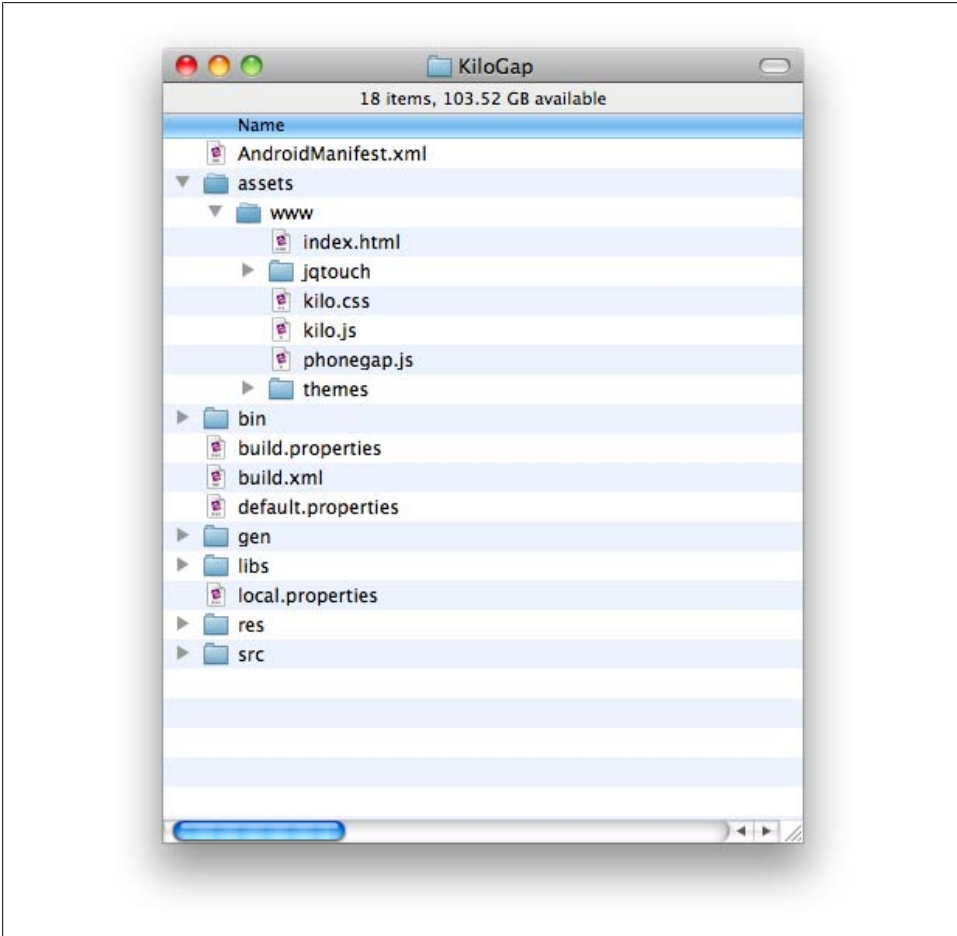 KiloGap
18 items, 103.52 GB available
Name
AndroidManifest.xml
assets
www
index.html
jqtouch
kilo.css
kilo.js
phonegap.js
themes
bin
build.properties
build.xml
default.properties
gen
libs
local.properties
res
src